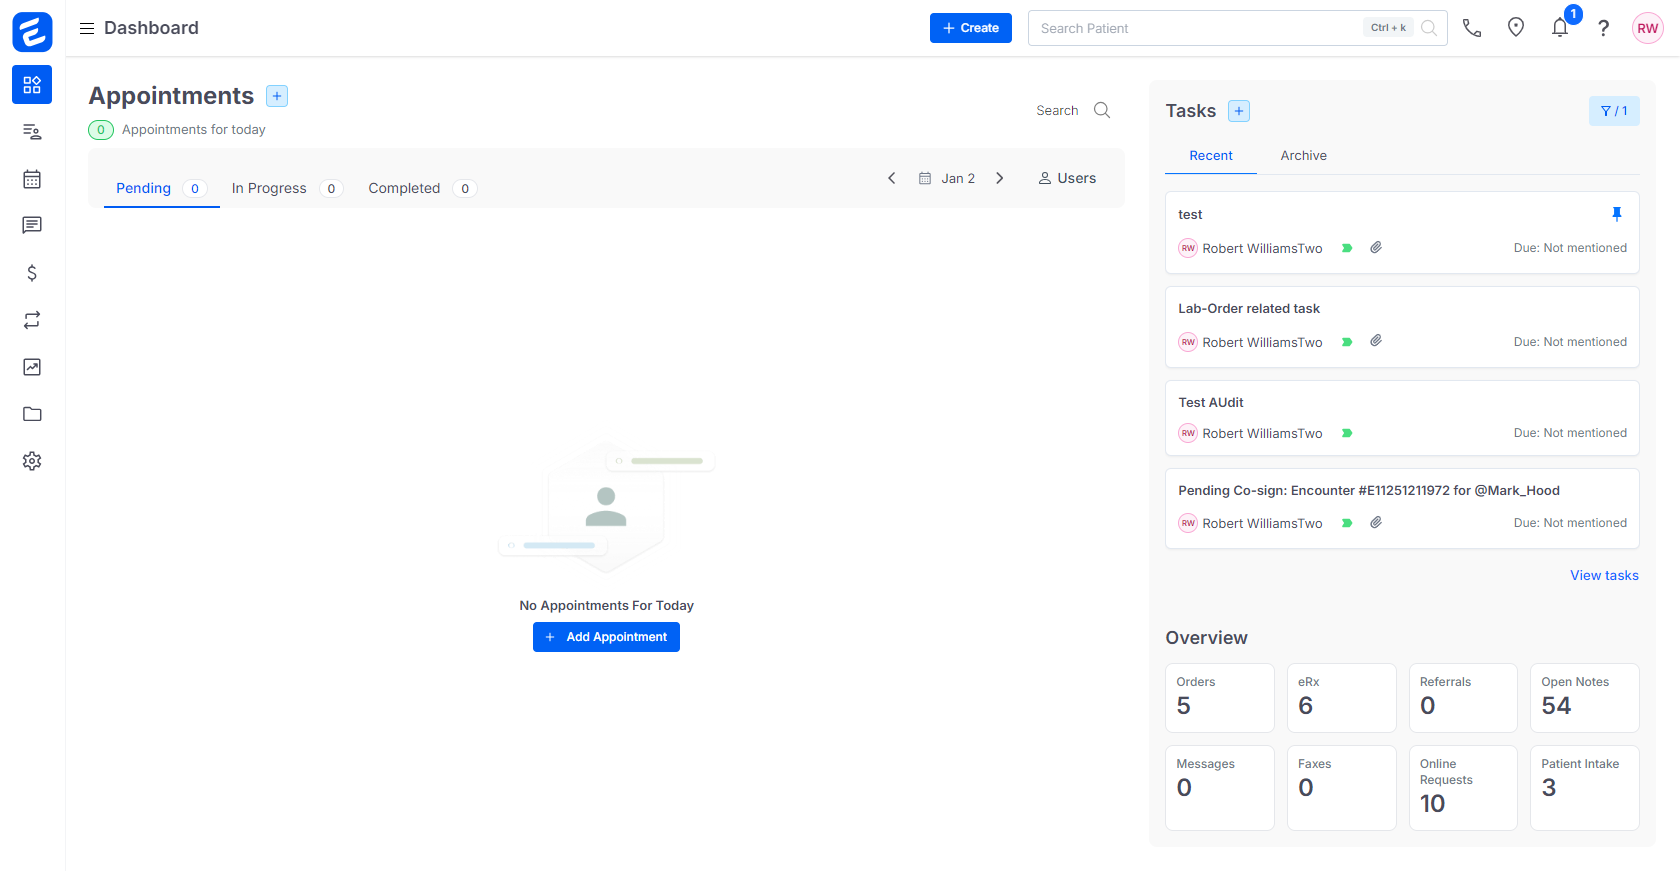 Dashboard
+ Create
Search Patient
Ctrl + k
1
RW
Appointments
0 Appointments for today
Search
Pending 0
In Progress 0
Completed 0
Jan 2
Users
No Appointments For Today
+ Add Appointment
Tasks
/ 1
Recent
Archive
test
RW Robert WilliamsTwo
Due: Not mentioned
Lab-Order related task
RW Robert WilliamsTwo
Due: Not mentioned
Test AUdit
RW Robert WilliamsTwo
Due: Not mentioned
Pending Co-sign: Encounter #E11251211972 for @Mark_Hood
RW Robert WilliamsTwo
Due: Not mentioned
View tasks
Overview
Orders
5
eRx
6
Referrals
0
Open Notes
54
Messages
0
Faxes
0
Online
Requests
10
Patient Intake
3